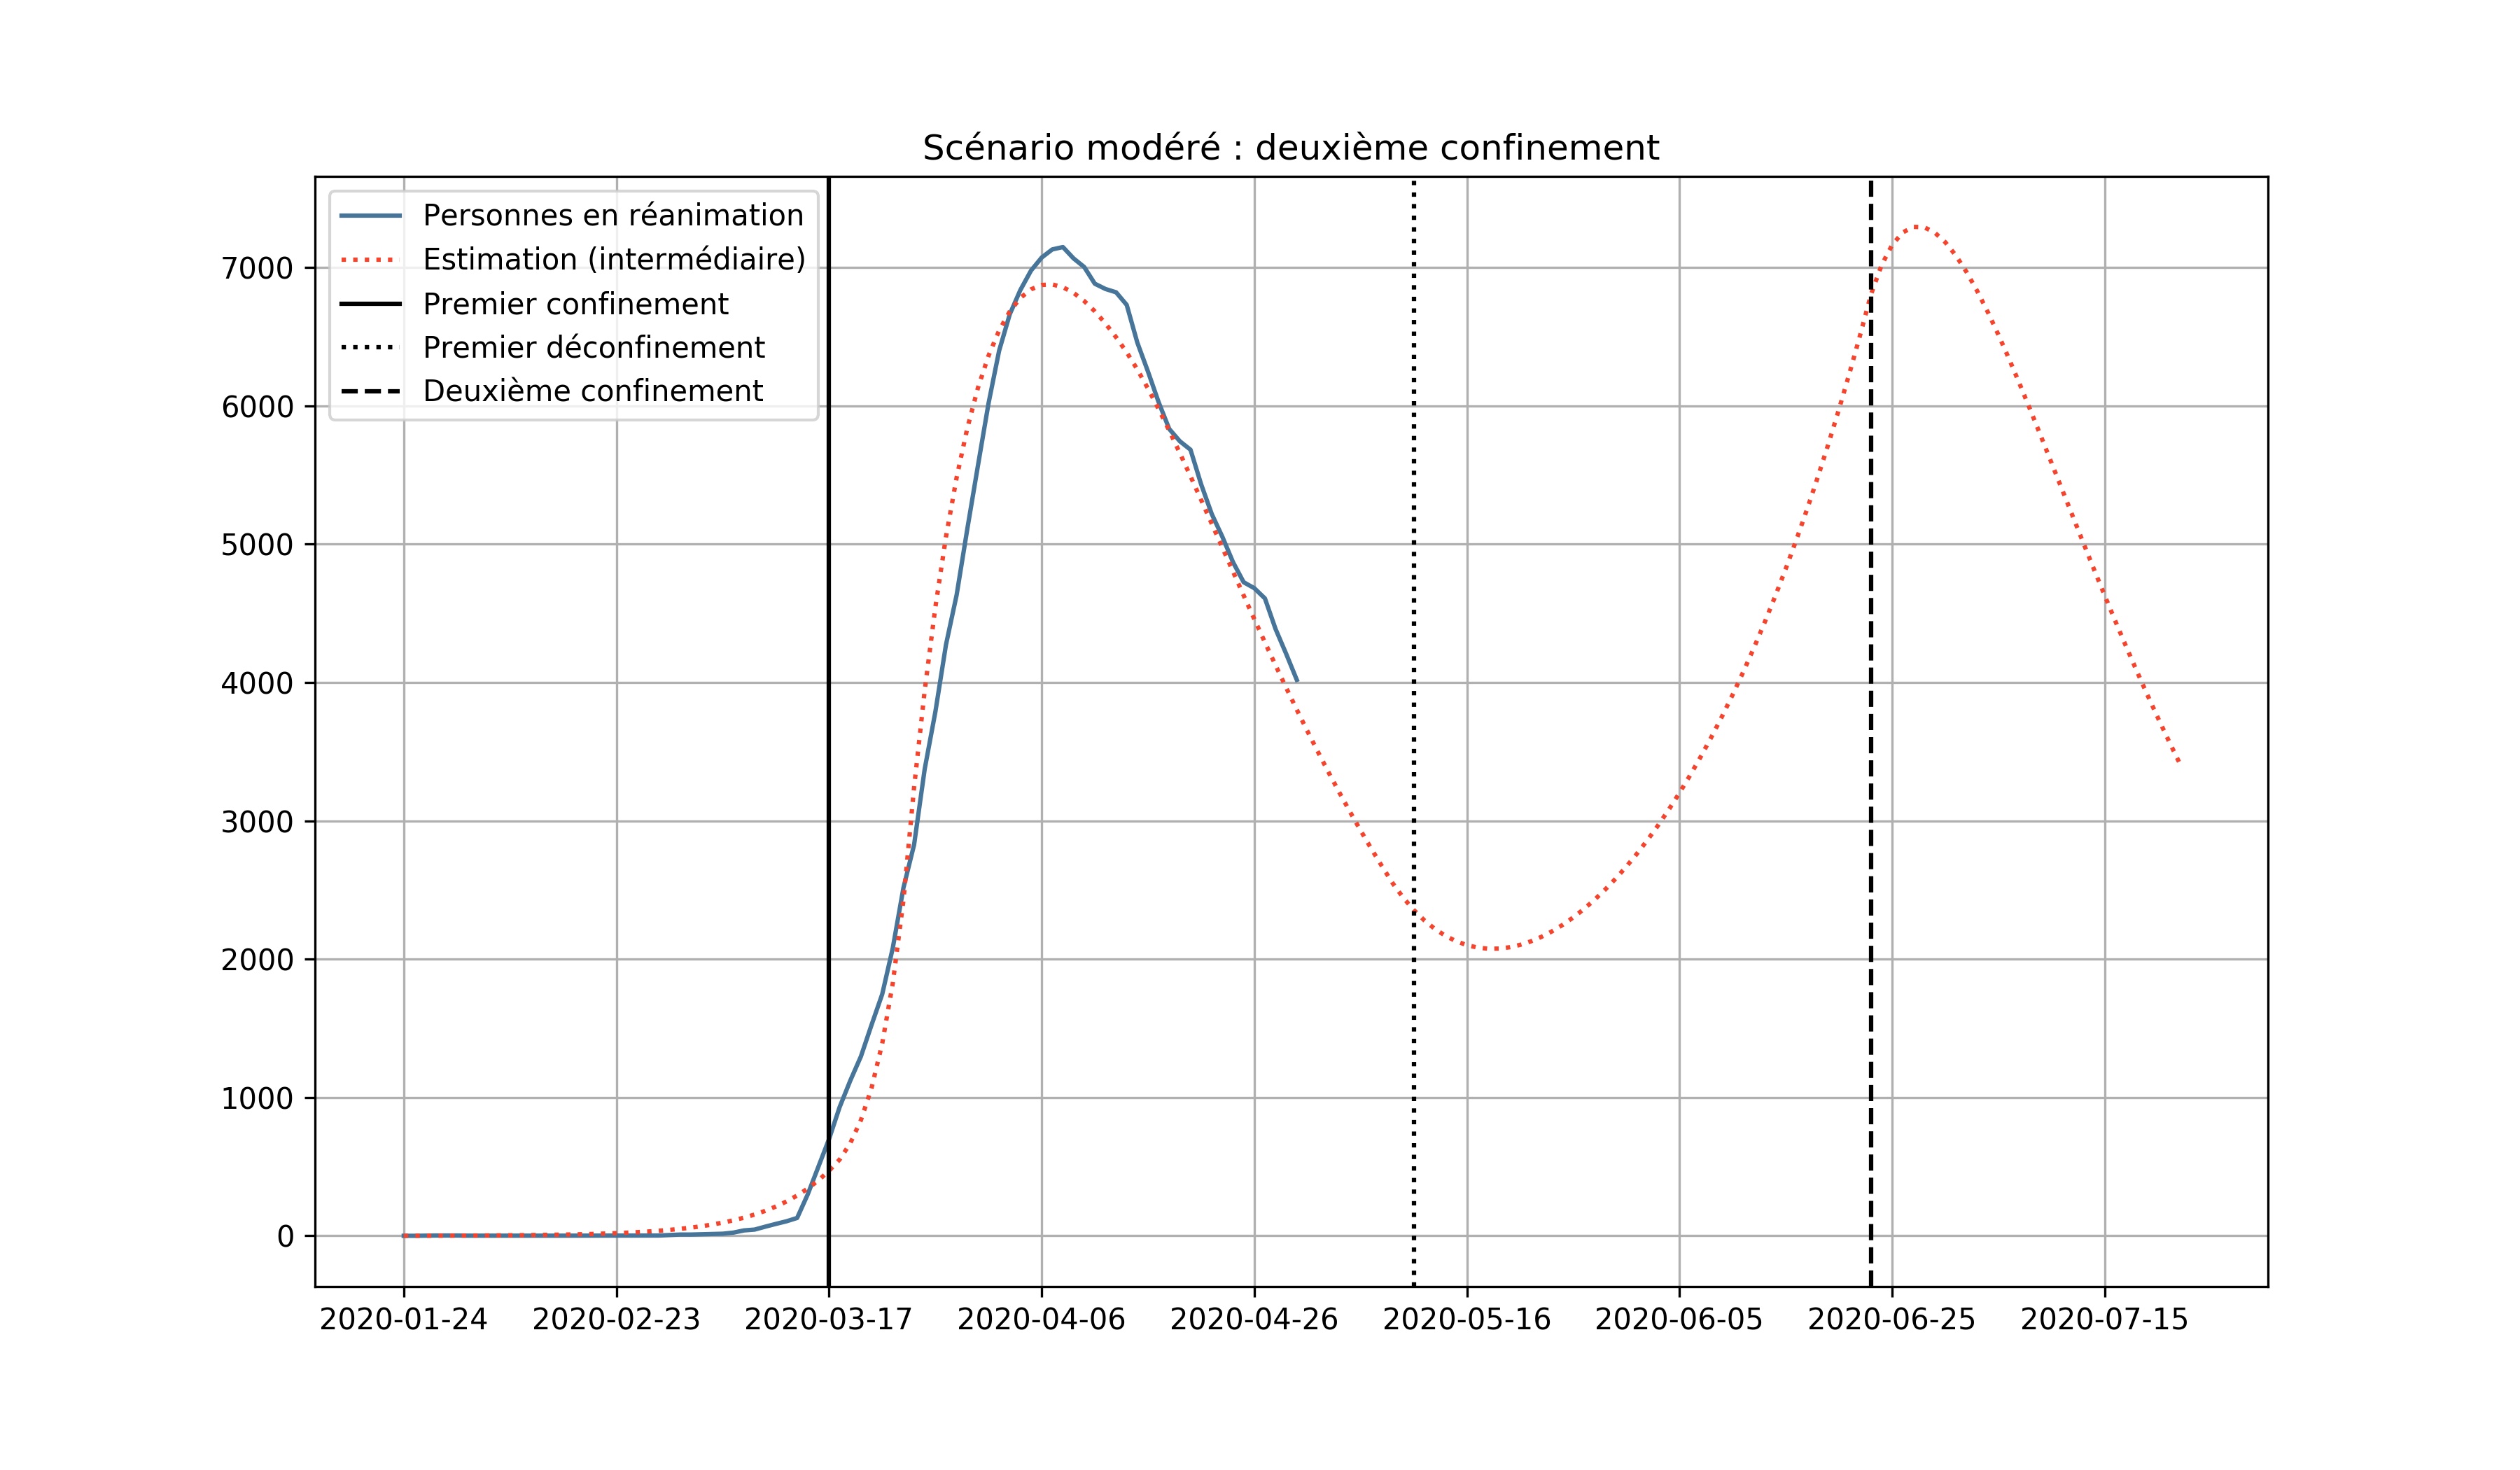 Scénario modéré : deuxième confinement
Personnes en réanimation
Estimation (intermédiaire)
Premier confinement
Premier déconfinement
Deuxième confinement
7000
6000
5000
4000
3000
2000
1000
0
2020-01-24 2020-02-23 2020-03-17 2020-04-06 2020-04-26 2020-05-16 2020-06-05 2020-06-25 2020-07-15